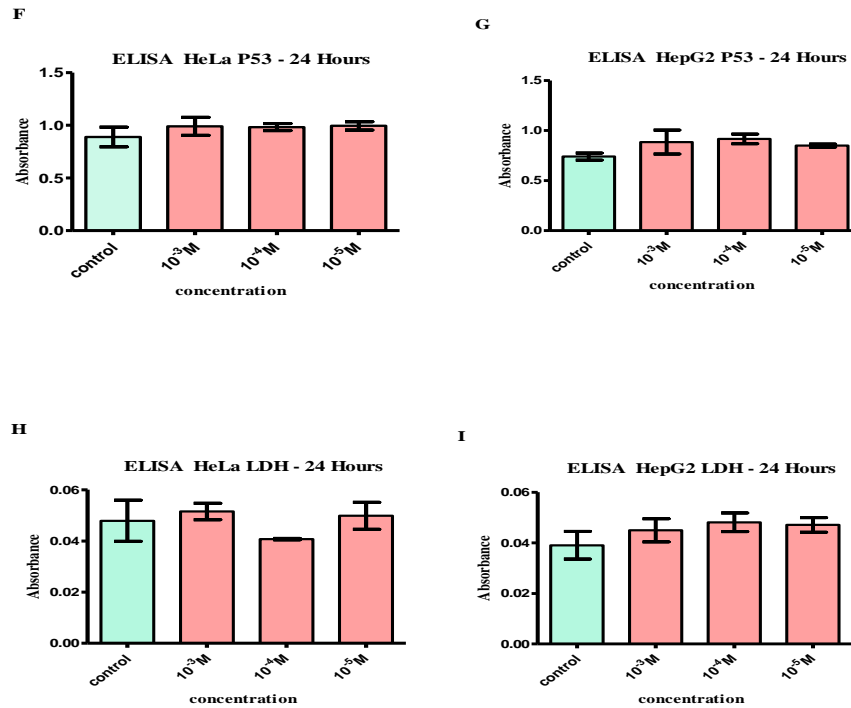 F
ELISA HeLa P53 - 24 Hours
Absorbance
1.5
1.0
0.5
0.0
control
10⁻³M
10⁻⁴M
10⁻⁵M
concentration
G
ELISA HepG2 P53 - 24 Hours
Absorbance
1.5
1.0
0.5
0.0
control
10⁻³M
10⁻⁴M
10⁻⁵M
concentration
H
ELISA HeLa LDH - 24 Hours
Absorbance
0.06
0.04
0.02
0.00
control
10⁻³M
10⁻⁴M
10⁻⁵M
concentration
I
ELISA HepG2 LDH - 24 Hours
Absorbance
0.06
0.04
0.02
0.00
control
10⁻³M
10⁻⁴M
10⁻⁵M
concentration